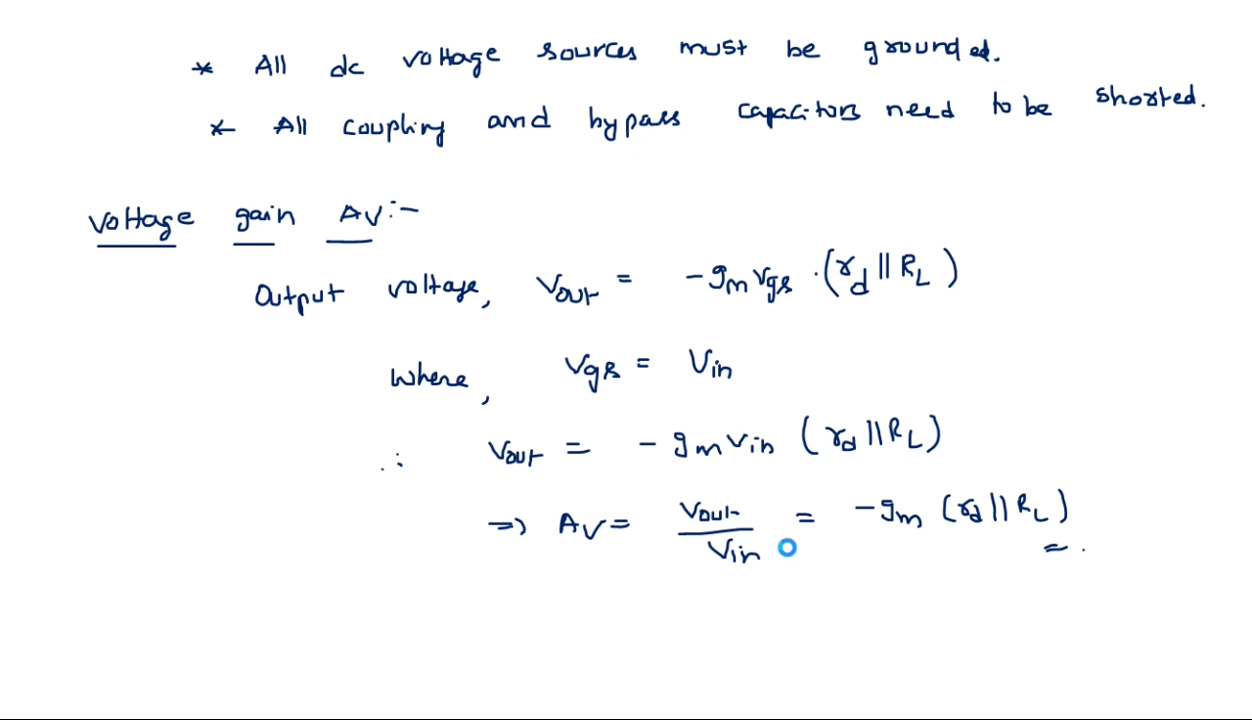 * All dc voltage sources must be grounded.
* All coupling and bypass capacitors need to be shorted.
Voltage gain Av:-
Output voltage, Vout = -gm Vgs . (rd || RL)
Where, Vgs = Vin
∴ Vout = - gm Vin (rd || RL)
=> Av = Vout / Vin = -gm (rd || RL)